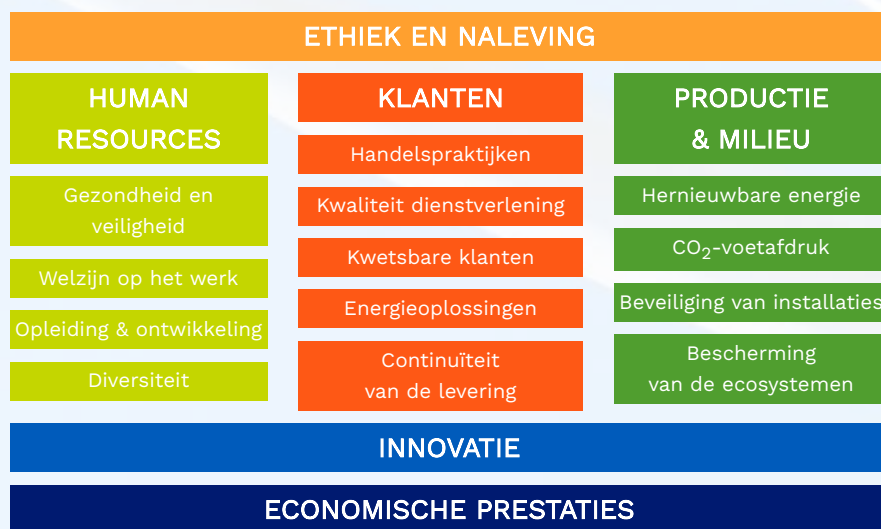 ETHIEK EN NALEVING
HUMAN
RESOURCES
Gezondheid en
veiligheid
Welzijn op het werk
Opleiding & ontwikkeling
Diversiteit
KLANTEN
Handelspraktijken
Kwaliteit dienstverlening
Kwetsbare klanten
Energieoplossingen
Continuïteit
van de levering
PRODUCTIE
& MILIEU
Hernieuwbare energie
CO₂-voetafdruk
Beveiliging van installaties
Bescherming
van de ecosystemen
INNOVATIE
ECONOMISCHE PRESTATIES